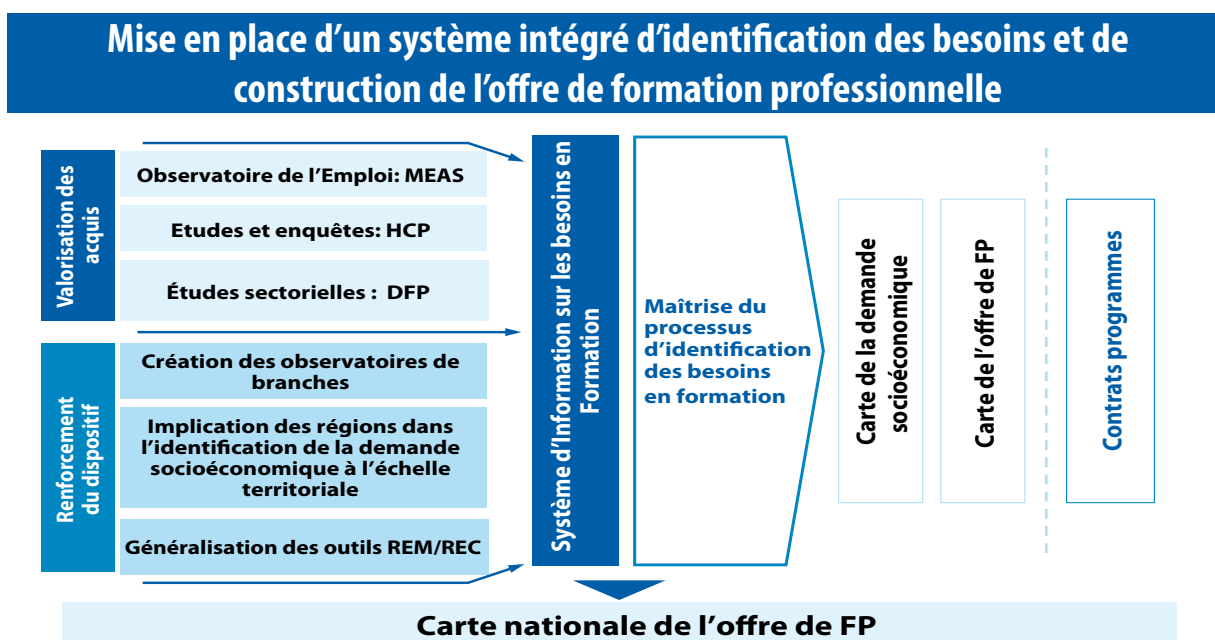 Mise en place d’un système intégré d’identification des besoins et de
construction de l’offre de formation professionnelle
Valorisation des
acquis
Observatoire de l’Emploi: MEAS
Etudes et enquêtes: HCP
Études sectorielles : DFP
Renforcement
du dispositif
Création des observatoires de
branches
Implication des régions dans
l’identification de la demande
socioéconomique à l’échelle
territoriale
Généralisation des outils REM/REC
Système d’Information sur les besoins en
Formation
Maîtrise du
processus
d’identification
des besoins
en formation
Carte de la demande
socioéconomique
Carte de l’offre de FP
Contrats programmes
Carte nationale de l’offre de FP